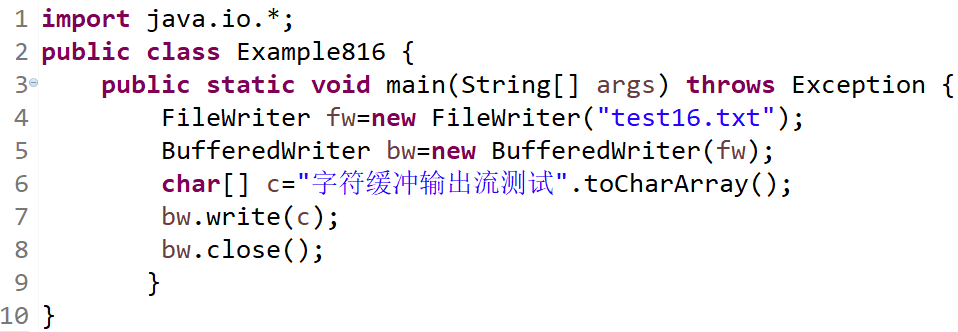 1 import java.io.*;
2 public class Example816 {
3     public static void main(String[] args) throws Exception {
4         FileWriter fw=new FileWriter("test16.txt");
5         BufferedWriter bw=new BufferedWriter(fw);
6         char[] c="字符缓冲输出流测试".toCharArray();
7         bw.write(c);
8         bw.close();
9        }
10 }